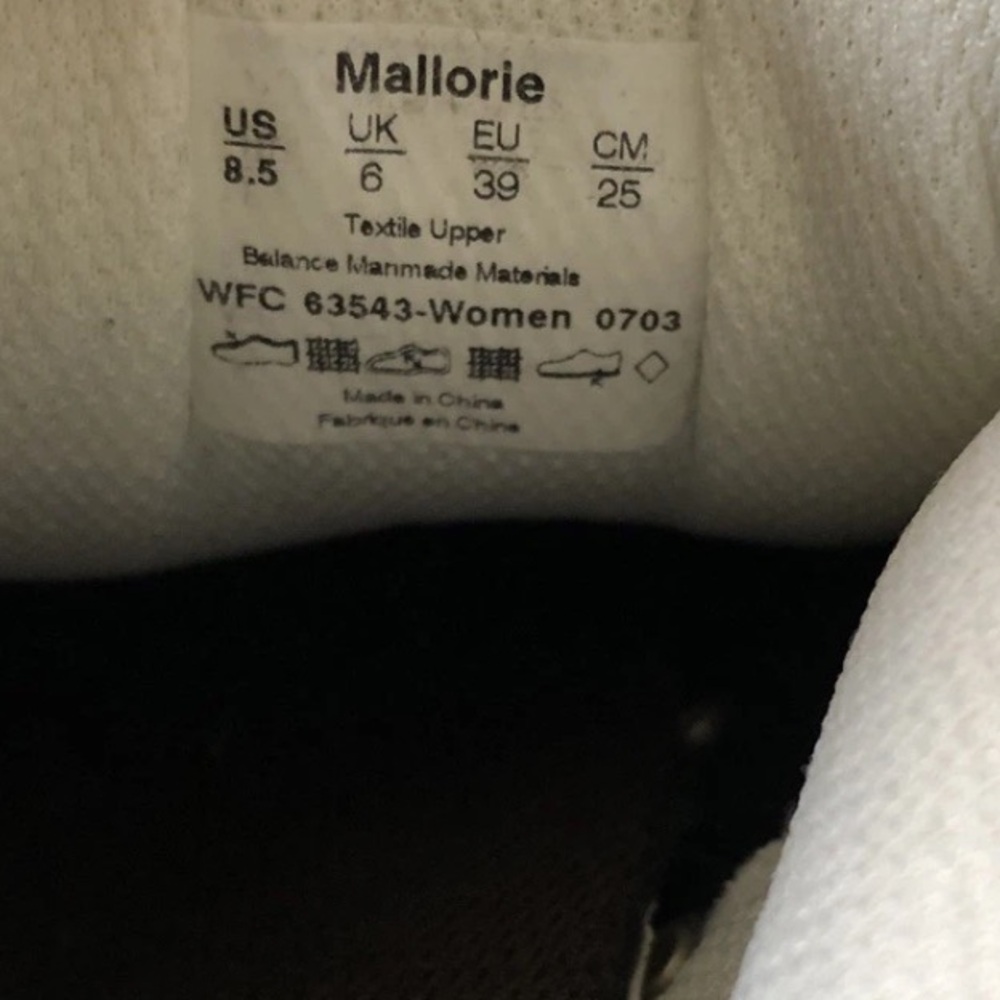 Mallorie
US UK EU CM
8.5 6 39 25
Textile Upper
Balance Manmade Materials
WFC 63543-Women 0703
Made in China
Fabrique en Chine